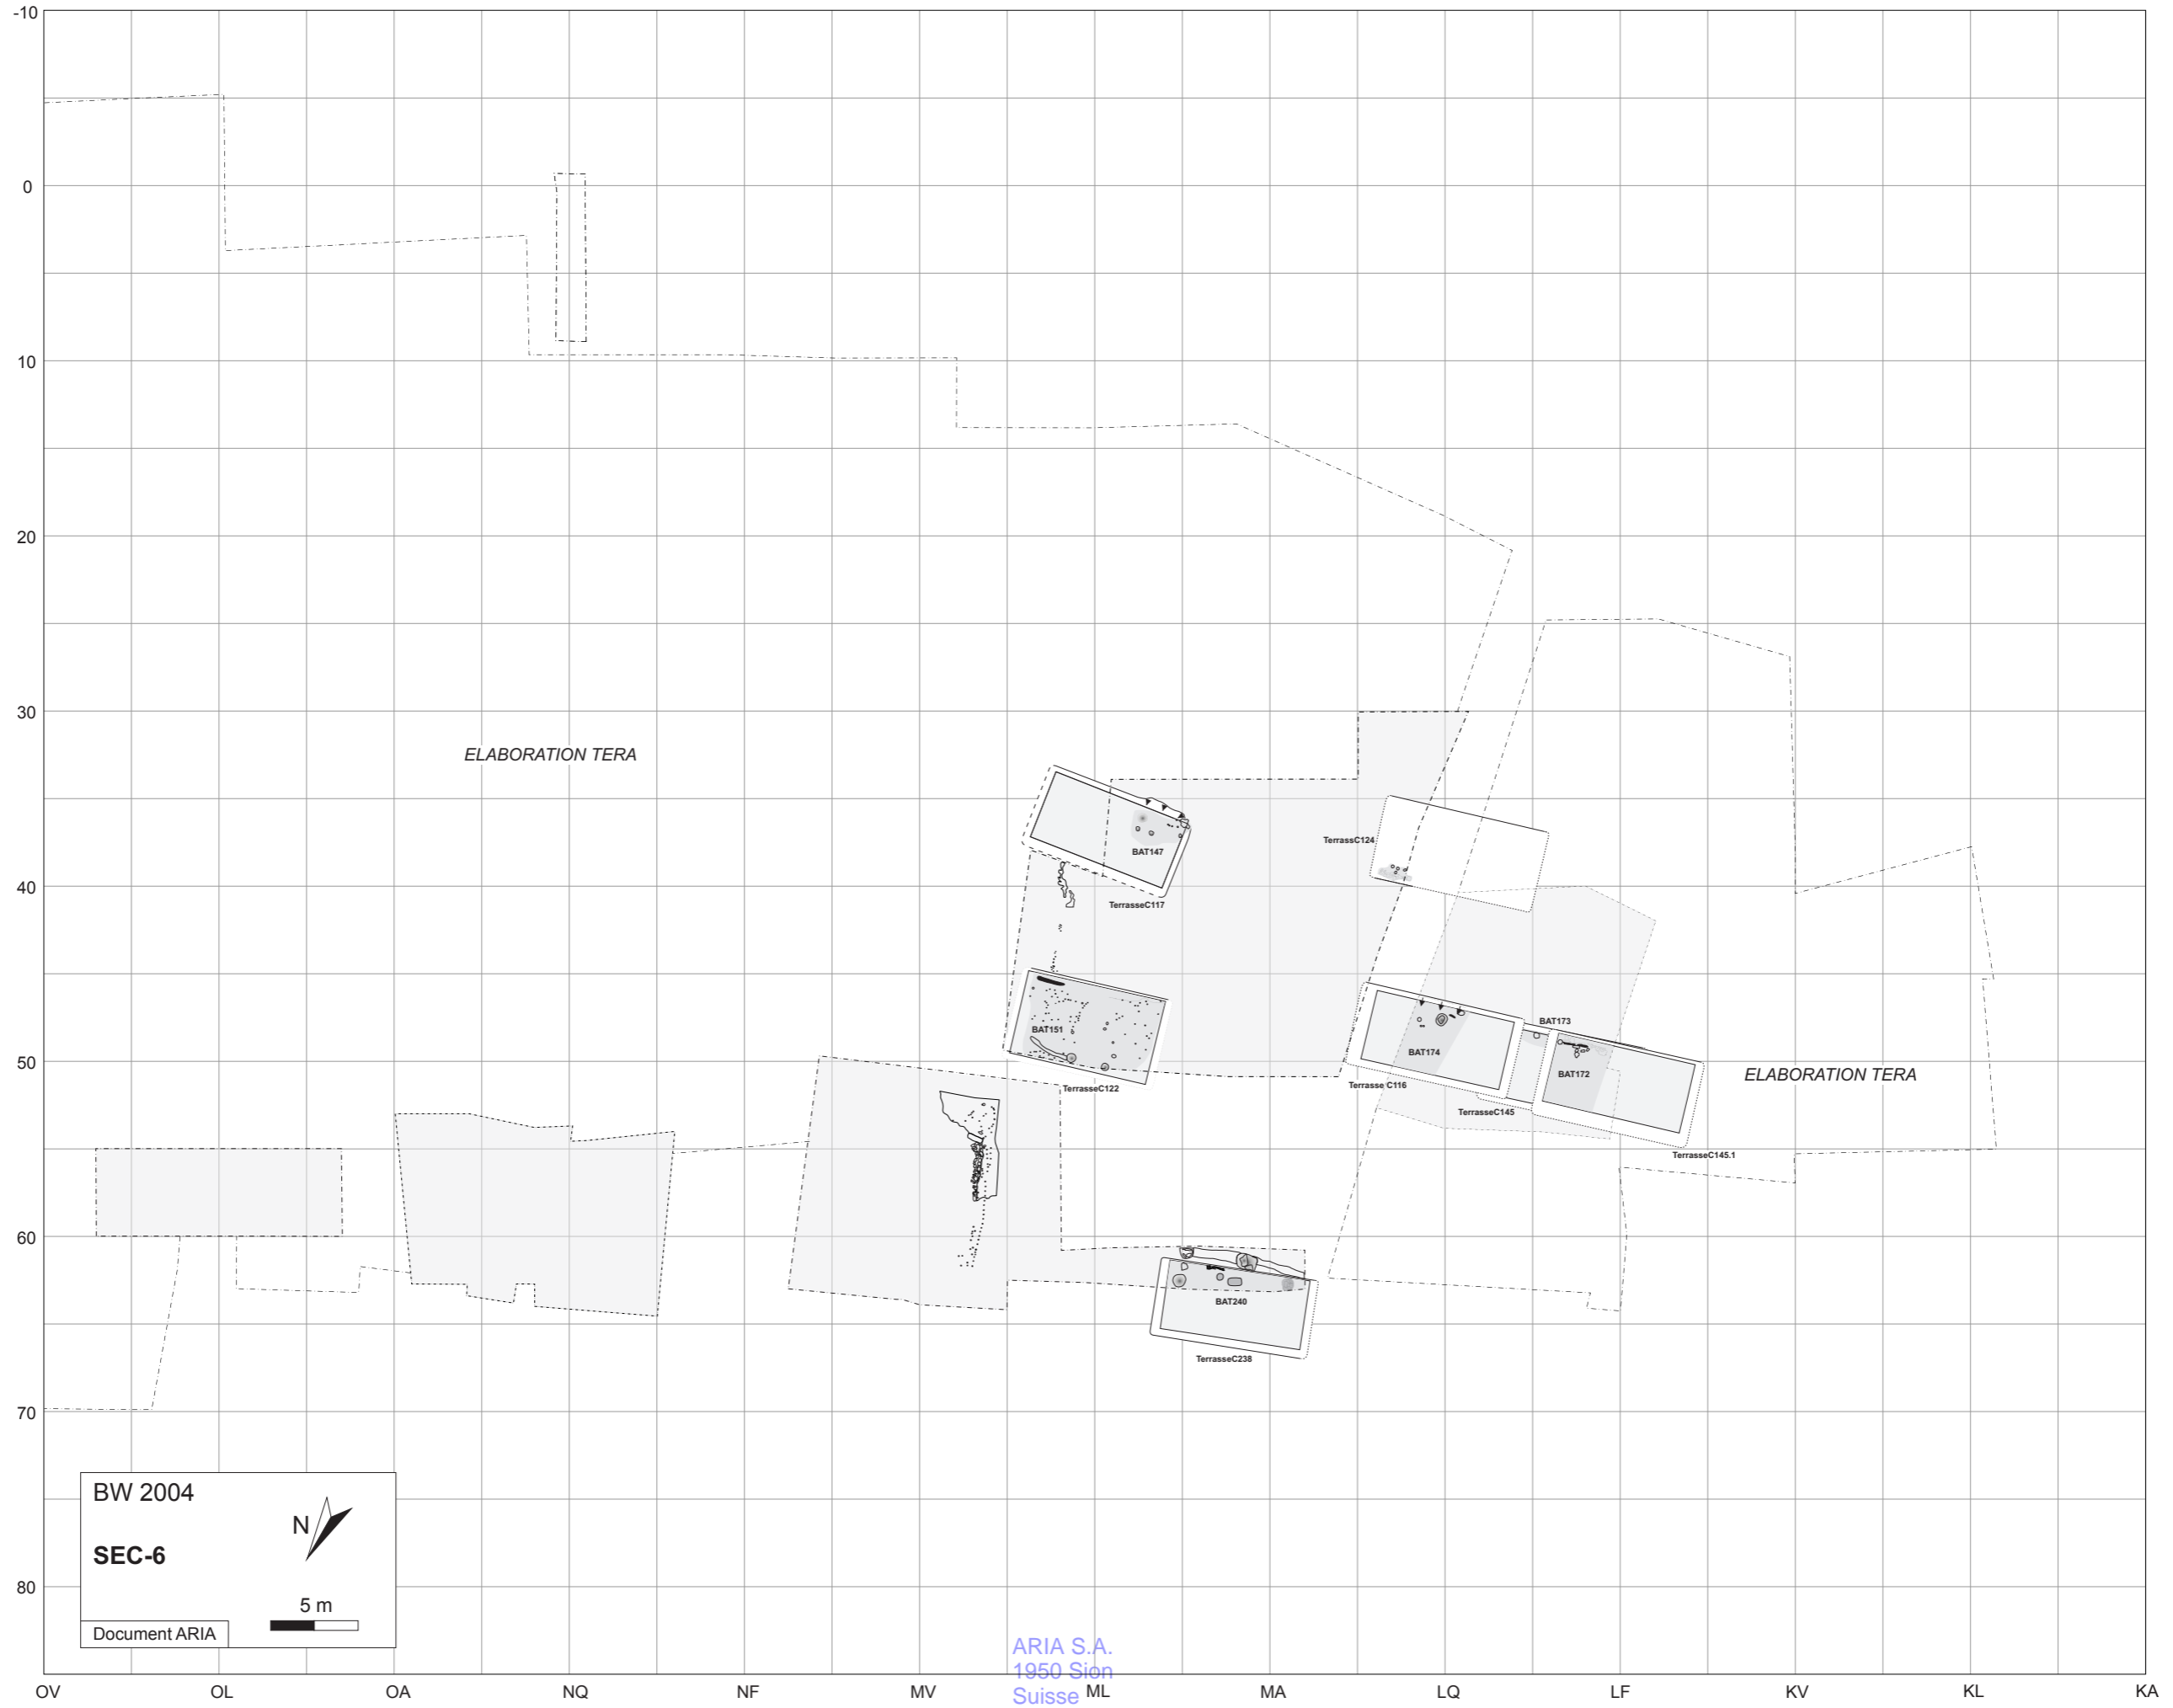 -10
0
10
20
30
ELABORATION TERA
TerrassC124
BAT147
40
TerrasseC117
BAT173
BAT151
BAT174
50
BAT172
ELABORATION TERA
TerrasseC122
Terrasse C116
TerrasseC145
TerrasseC145.1
60
BAT240
TerrasseC238
70
BW 2004
N
SEC-6
80
5 m
Document ARIA
ARIA S.A.
1950 Sion
Suisse
OV OL OA NQ NF MV ML MA LQ LF KV KL KA